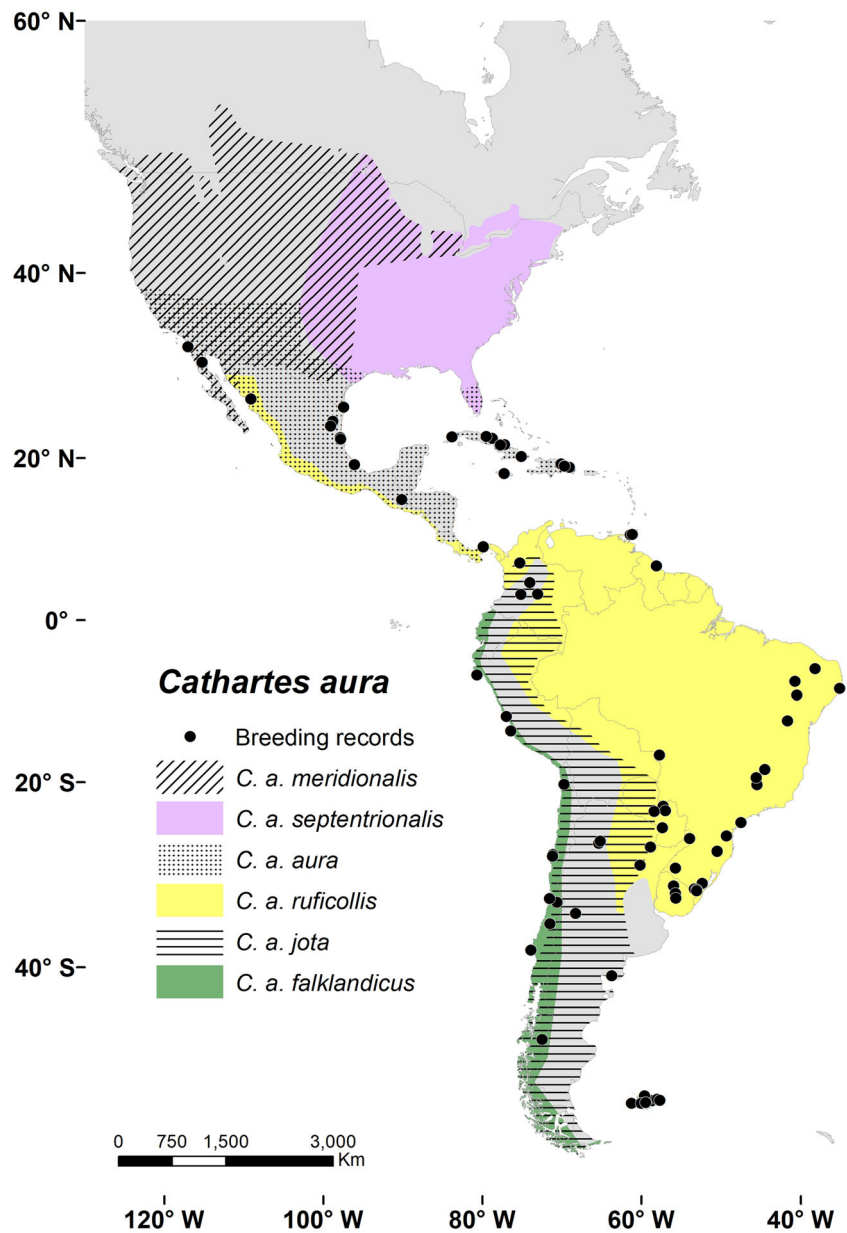 60° N
40° N
20° N
0°
Cathartes aura
Breeding records
C. a. meridionalis
20° S
C. a. septentrionalis
C. a. aura
C. a. ruficollis
C. a. jota
40° S
C. a. falklandicus
0 750 1,500 3,000
Km
120° W 100° W 80° W 60° W 40° W